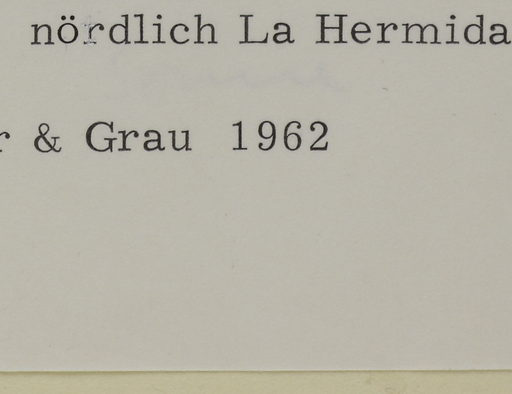 nördlich La Hermida
& Grau 1962